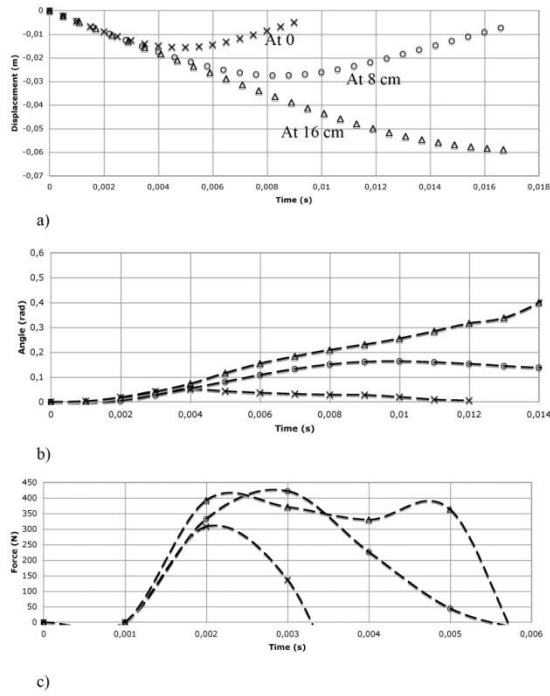 0
-0,01
-0,02
-0,03
-0,04
-0,05
-0,06
-0,07
Displacement (m)
At 0
At 8 cm
At 16 cm
0 0,002 0,004 0,006 0,008 0,01 0,012 0,014 0,016 0,018
Time (s)
a)
0,6
0,5
0,4
0,3
0,2
0,1
0
Angle (rad)
0 0,002 0,004 0,006 0,008 0,01 0,012 0,014
Time (s)
b)
450
400
350
300
250
200
150
100
50
0
Force (N)
0 0,001 0,002 0,003 0,004 0,005 0,006
Time (s)
c)